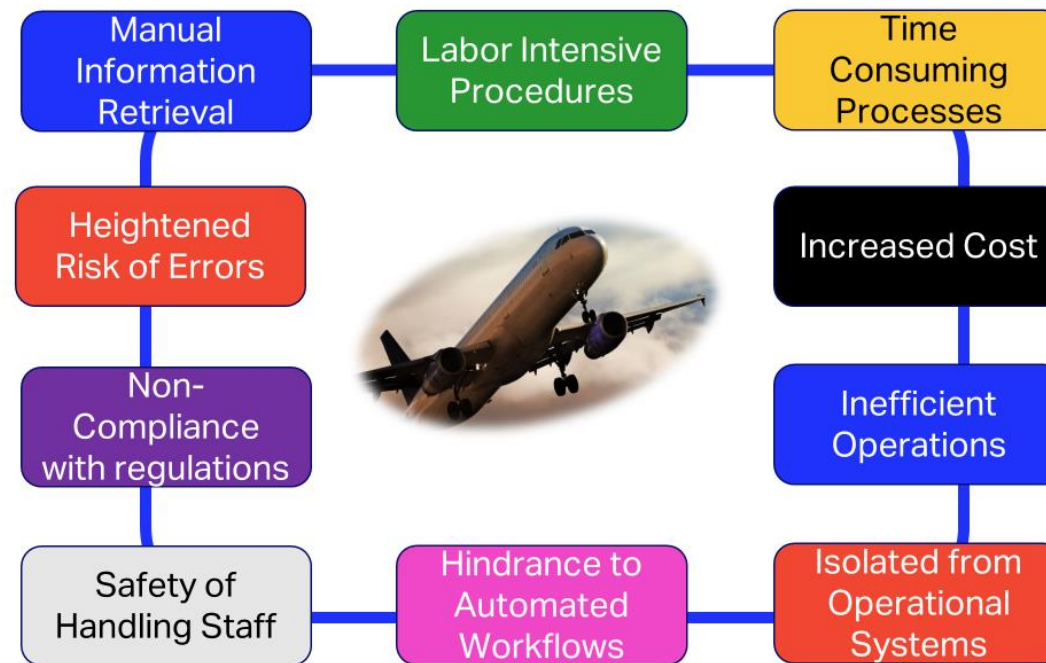 Manual
Information
Retrieval
Labor Intensive
Procedures
Time
Consuming
Processes
Heightened
Risk of Errors
Increased Cost
Non-
Compliance
with regulations
Inefficient
Operations
Safety of
Handling Staff
Hindrance to
Automated
Workflows
Isolated from
Operational
Systems